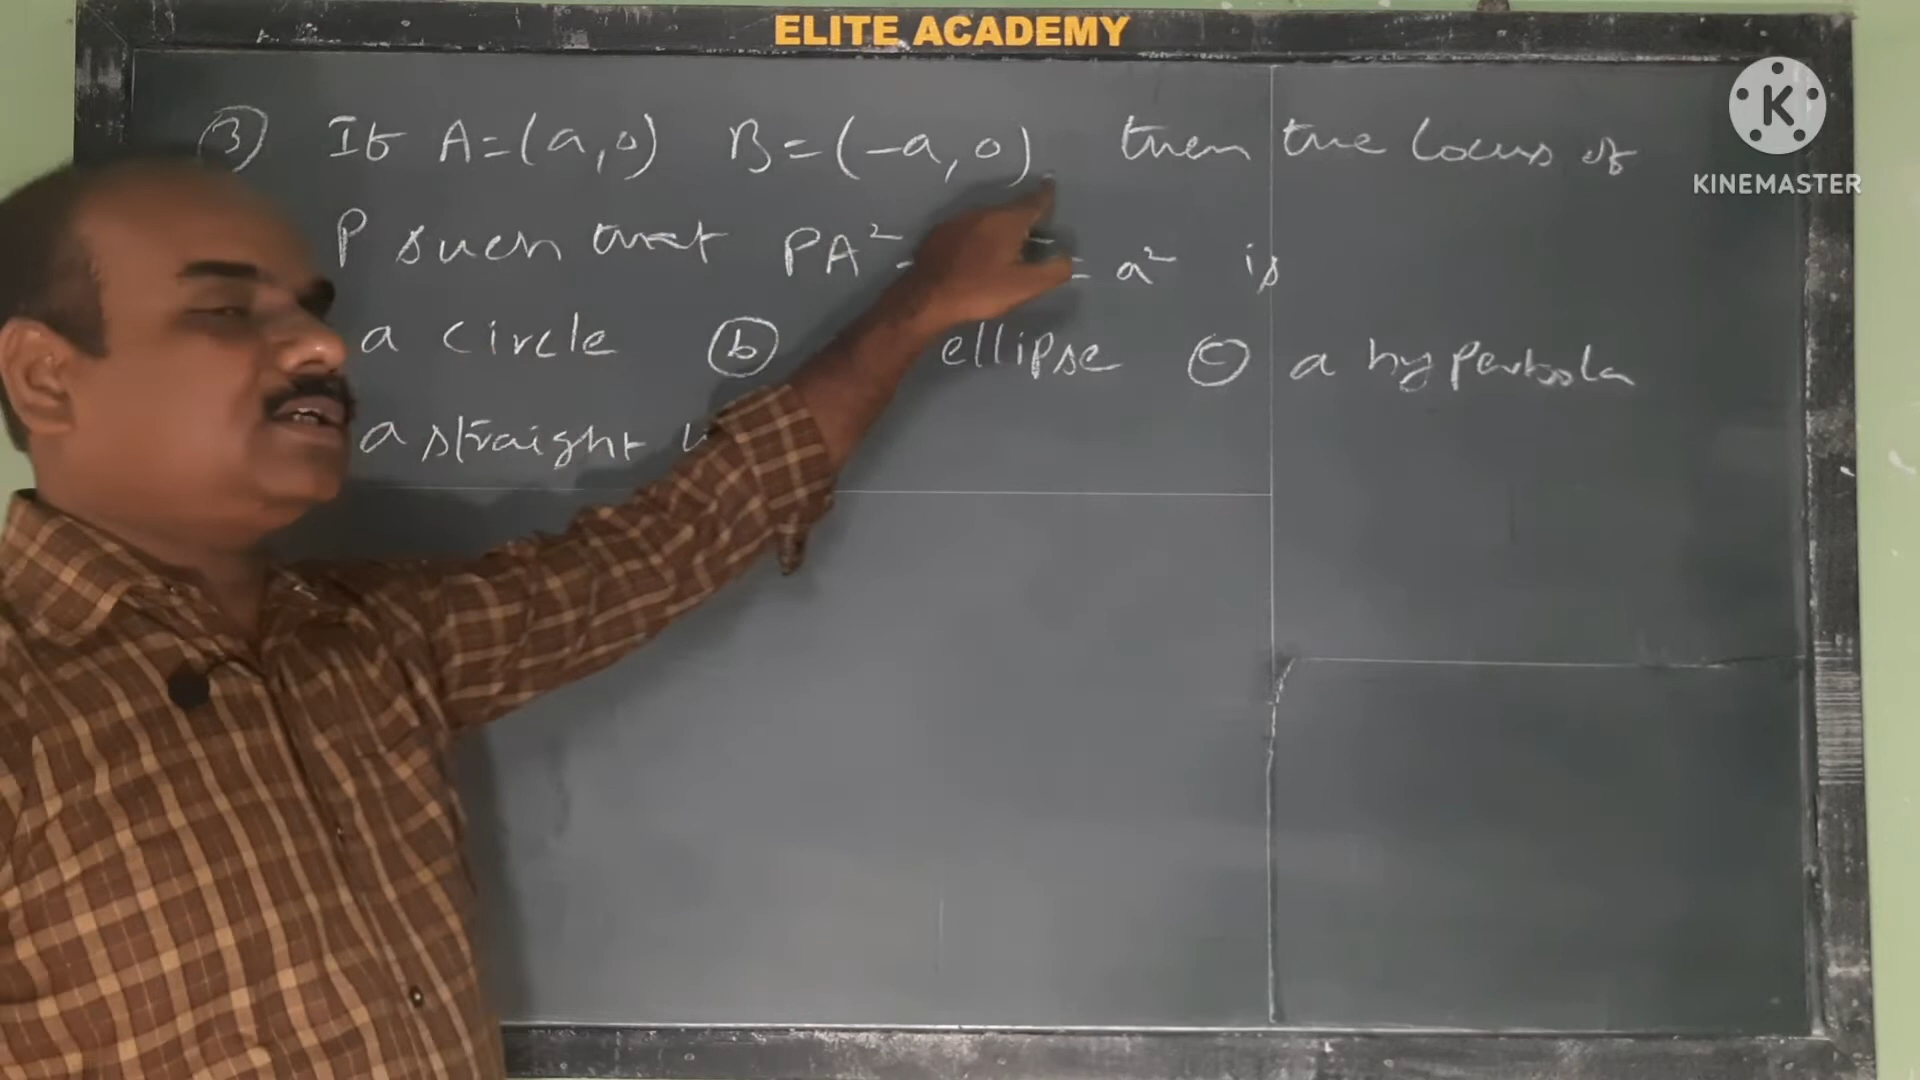 ELITE ACADEMY
KINEMASTER
③ If A=(a,0) B=(-a,0) then the locus of
P such that PA² - = a² is
a circle ⓑ ellipse ⓒ a hyperbola
a straight